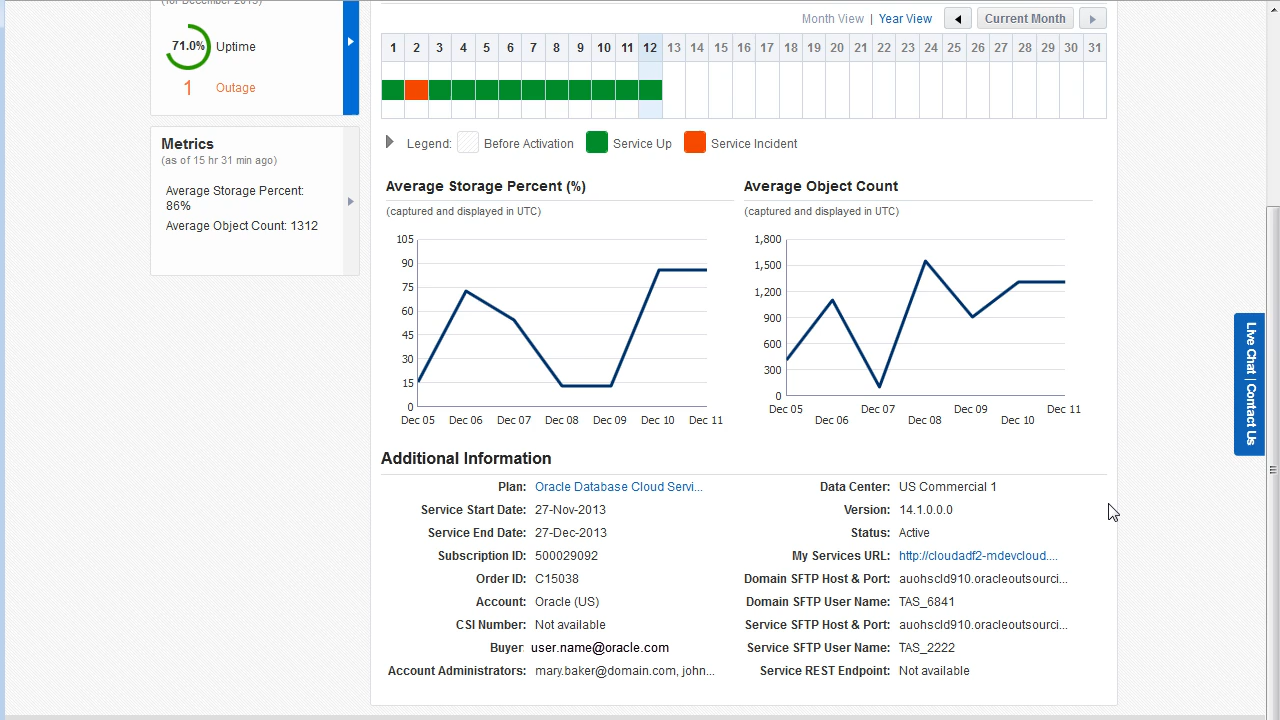 (for December 2013)
71.0% Uptime
1 Outage
Metrics
(as of 15 hr 31 min ago)
Average Storage Percent:
86%
Average Object Count: 1312
Month View | Year View Current Month
1 2 3 4 5 6 7 8 9 10 11 12 13 14 15 16 17 18 19 20 21 22 23 24 25 26 27 28 29 30 31
Legend: Before Activation Service Up Service Incident
Average Storage Percent (%)
(captured and displayed in UTC)
105
90
75
60
45
30
15
0
Dec 05 Dec 06 Dec 07 Dec 08 Dec 09 Dec 10 Dec 11
Average Object Count
(captured and displayed in UTC)
1,800
1,500
1,200
900
600
300
0
Dec 05 Dec 06 Dec 07 Dec 08 Dec 09 Dec 10 Dec 11
Additional Information
Plan: Oracle Database Cloud Servi...
Service Start Date: 27-Nov-2013
Service End Date: 27-Dec-2013
Subscription ID: 500029092
Order ID: C15038
Account: Oracle (US)
CSI Number: Not available
Buyer user.name@oracle.com
Account Administrators: mary.baker@domain.com, john...
Data Center: US Commercial 1
Version: 14.1.0.0.0
Status: Active
My Services URL: http://cloudadf2-mdevcloud....
Domain SFTP Host & Port: auohscld910.oracleoutsourci...
Domain SFTP User Name: TAS_6841
Service SFTP Host & Port: auohscld910.oracleoutsourci...
Service SFTP User Name: TAS_2222
Service REST Endpoint: Not available
Live Chat | Contact Us